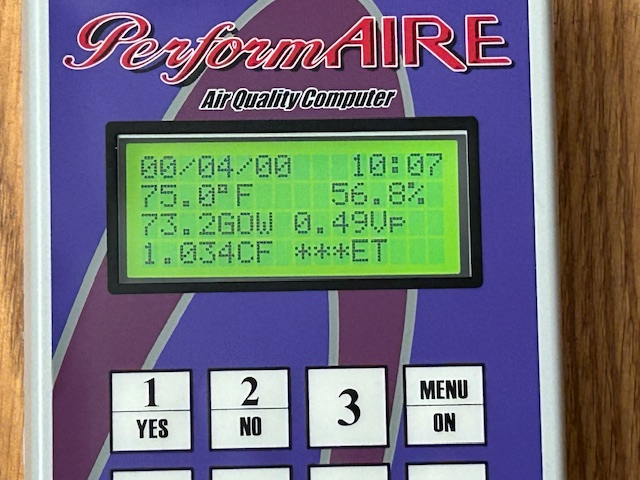 PerformAIRE
Air Quality Computer
00/04/00 10:07
75.0°F 56.8%
73.2GOW 0.49Vp
1.034CF ***ET
1 2 3 MENU
YES NO ON